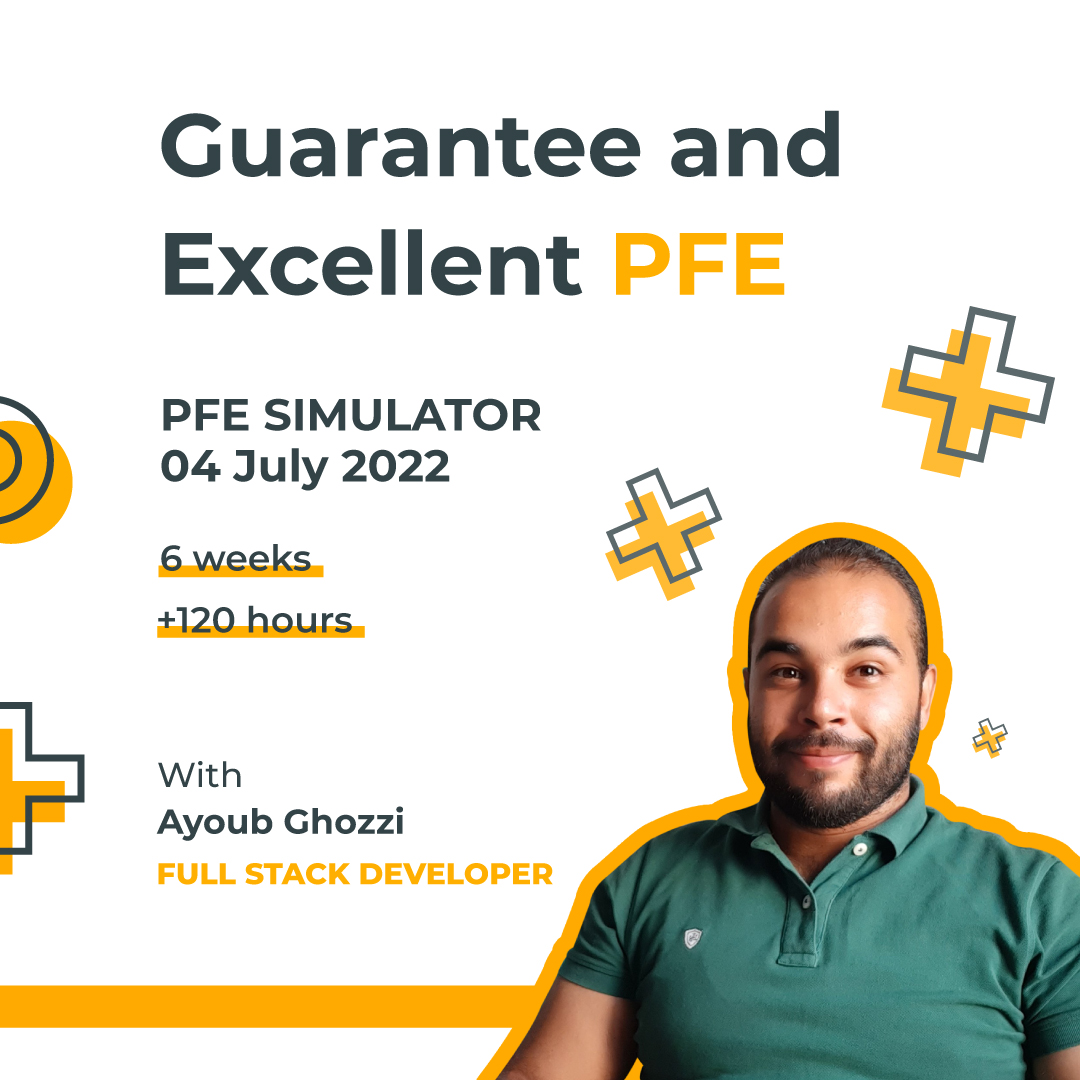 Guarantee and
Excellent PFE
PFE SIMULATOR
04 July 2022
6 weeks
+120 hours
With
Ayoub Ghozzi
FULL STACK DEVELOPER